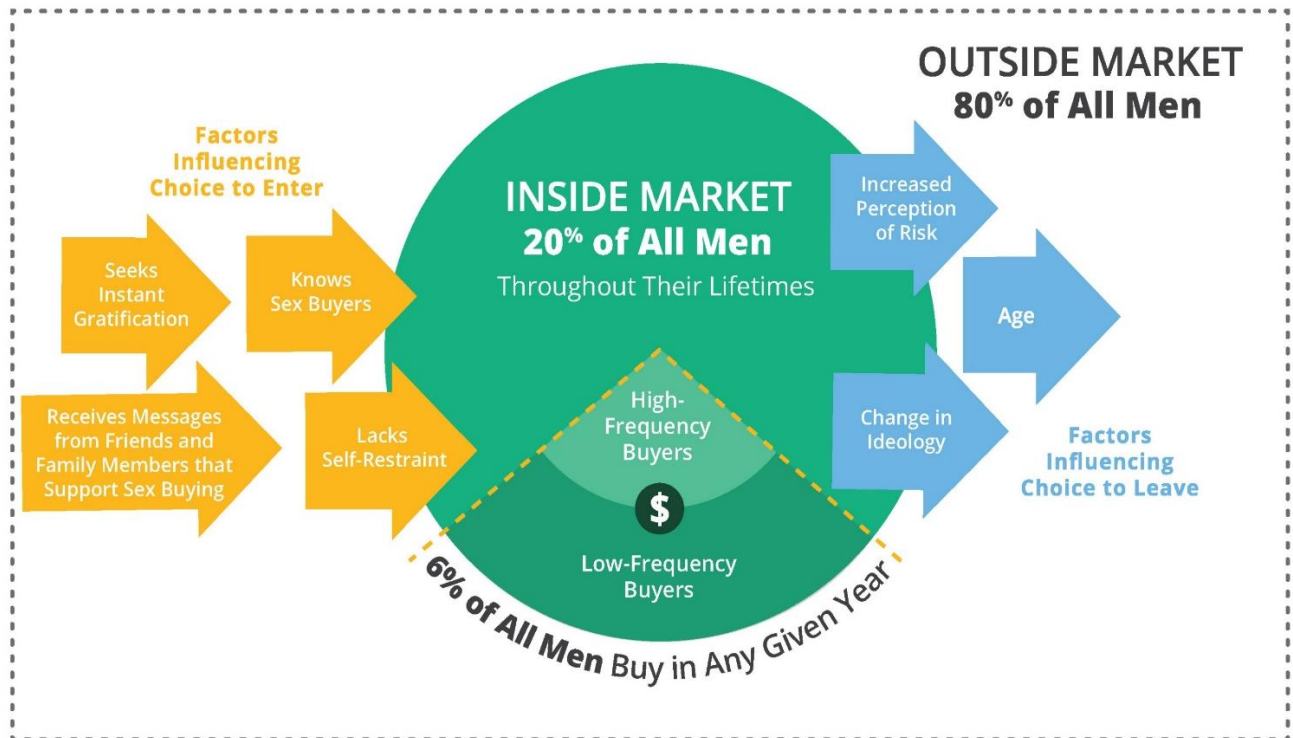 OUTSIDE MARKET
80% of All Men
Factors
Influencing
Choice to Enter
INSIDE MARKET
20% of All Men
Throughout Their Lifetimes
Seeks
Instant
Gratification
Knows
Sex Buyers
Receives Messages
from Friends and
Family Members that
Support Sex Buying
Lacks
Self-Restraint
High-
Frequency
Buyers
$
Low-Frequency
Buyers
6% of All Men Buy in Any Given Year
Increased
Perception
of Risk
Age
Change in
Ideology
Factors
Influencing
Choice to Leave